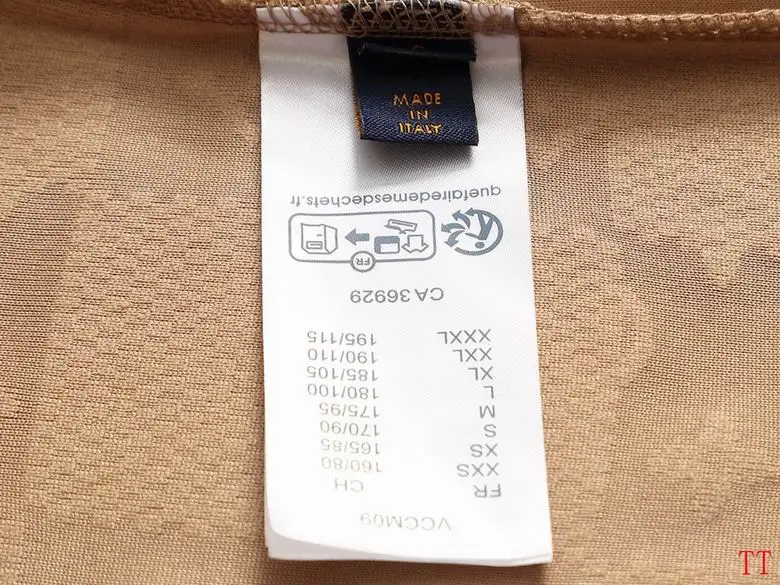 MADE
IN
ITALY
VCCM09
FR CH
XXS 160/80
XS 165/85
S 170/90
M 175/95
L 180/100
XL 185/105
XXL 190/110
XXXL 195/115
CA 36929
FR
quefairedemesdechets.fr
TT